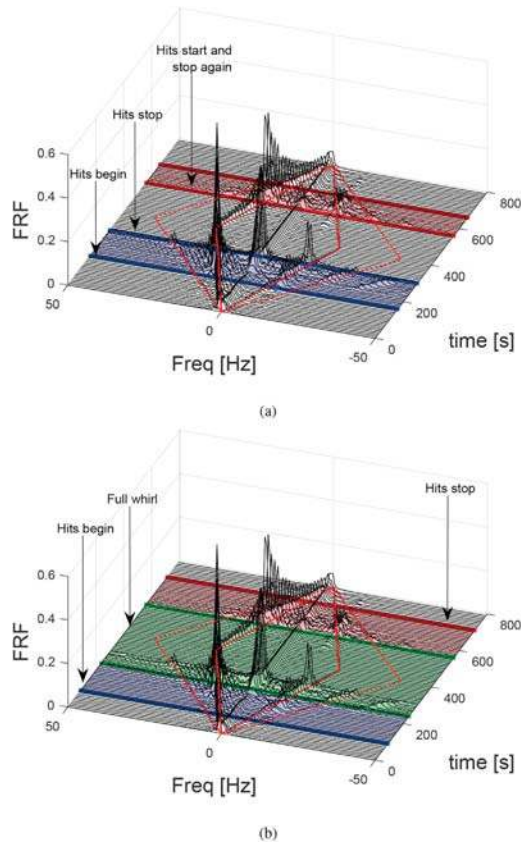 Hits start and
stop again
Hits stop
Hits begin
0.6
0.4
0.2
0
FRF
50
0
-50
Freq [Hz]
0
200
400
600
800
time [s]
(a)
Full whirl
Hits begin
Hits stop
0.6
0.4
0.2
0
FRF
50
0
-50
Freq [Hz]
0
200
400
600
800
time [s]
(b)